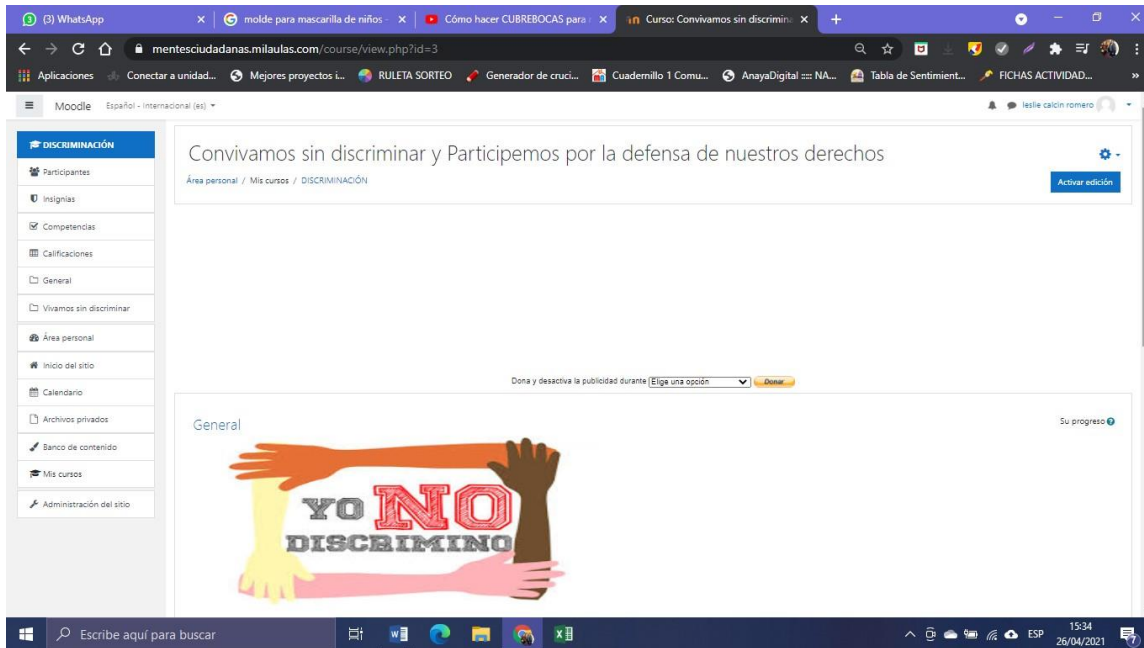 (3) WhatsApp
molde para mascarilla de niños -
Cómo hacer CUBREBOCAS para
Curso: Convivamos sin discrimina
mentesciudadanas.milaulas.com/course/view.php?id=3
Aplicaciones
Conectar a unidad...
Mejores proyectos i...
RULETA SORTEO
Generador de cruci...
Cuadernillo 1 Comu...
AnayaDigital :::: NA...
Tabla de Sentimient...
FICHAS ACTIVIDAD...
Moodle
Español - Internacional (es)
leslie calcin romero
DISCRIMINACIÓN
Participantes
Insignias
Competencias
Calificaciones
General
Vivamos sin discriminar
Área personal
Inicio del sitio
Calendario
Archivos privados
Banco de contenido
Mis cursos
Administración del sitio
Convivamos sin discriminar y Participemos por la defensa de nuestros derechos
Área personal / Mis cursos / DISCRIMINACIÓN
Activar edición
Dona y desactiva la publicidad durante Elige una opción Donar
General
Su progreso
YO NO
DISCRIMINO
Escribe aquí para buscar
ESP
15:34
26/04/2021
7